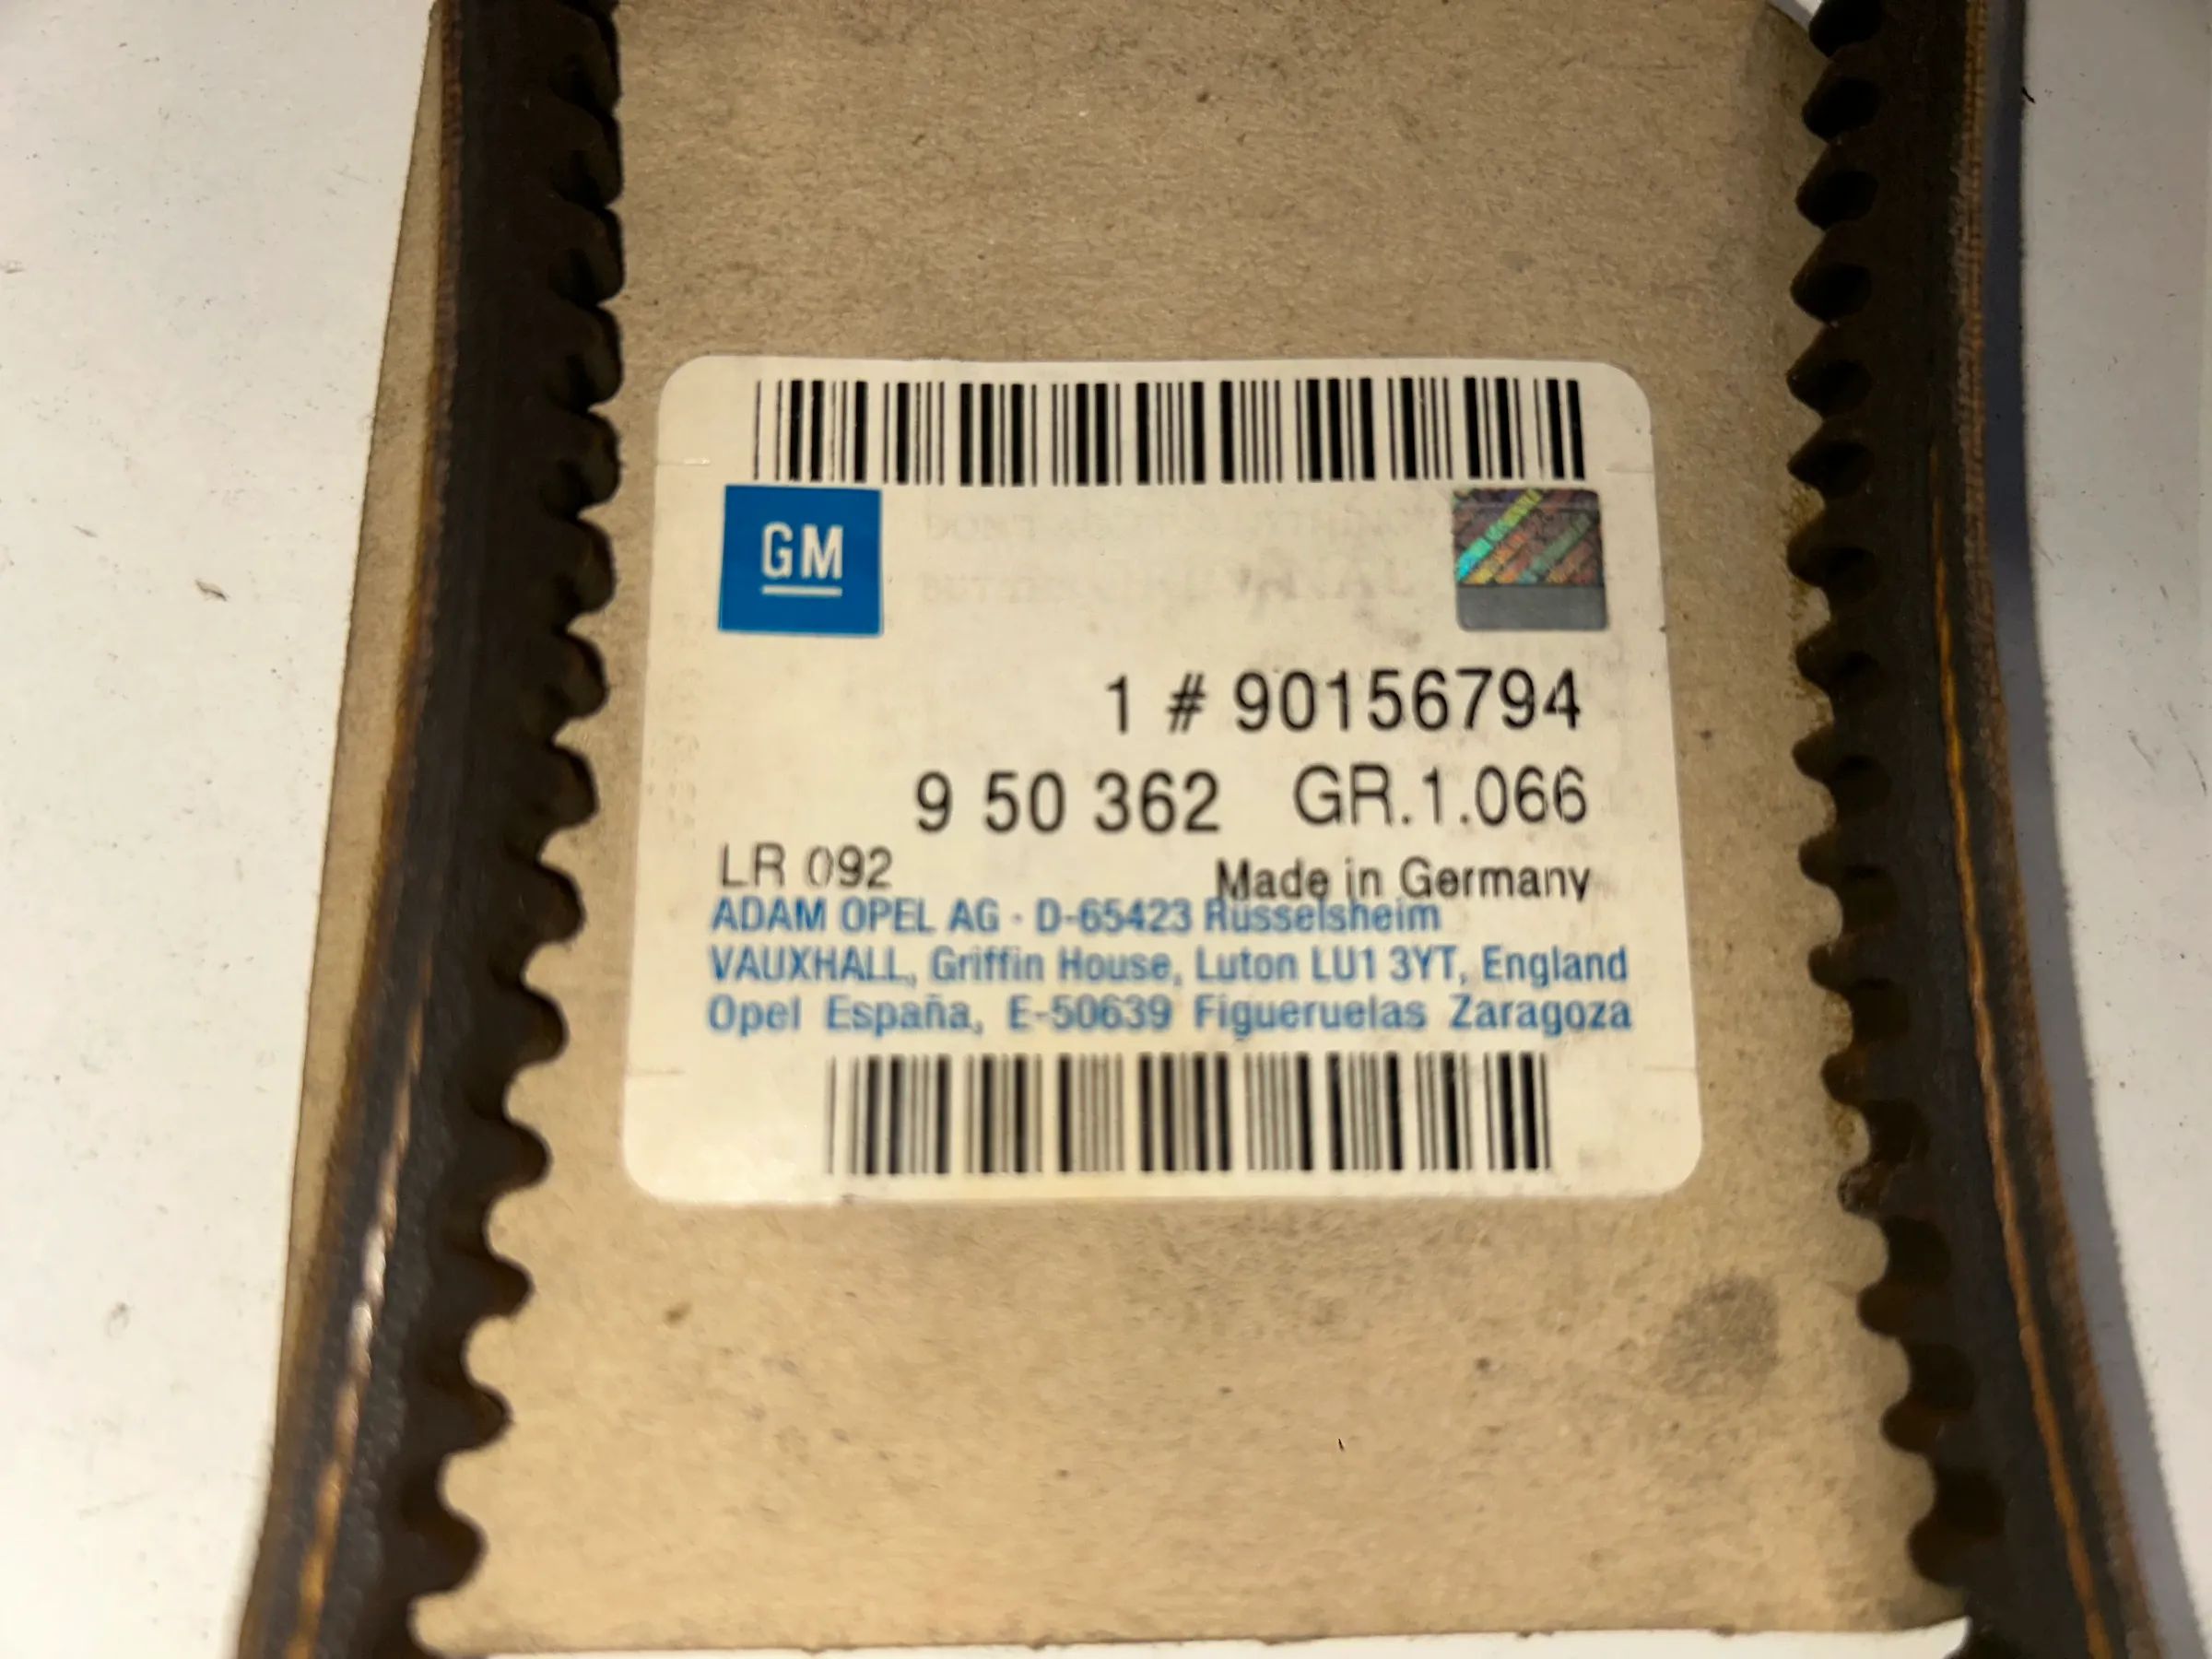 GM
1 # 90156794
9 50 362 GR.1.066
LR 092 Made in Germany
ADAM OPEL AG · D-65423 Rüsselsheim
VAUXHALL, Griffin House, Luton LU1 3YT, England
Opel España, E-50639 Figueruelas Zaragoza